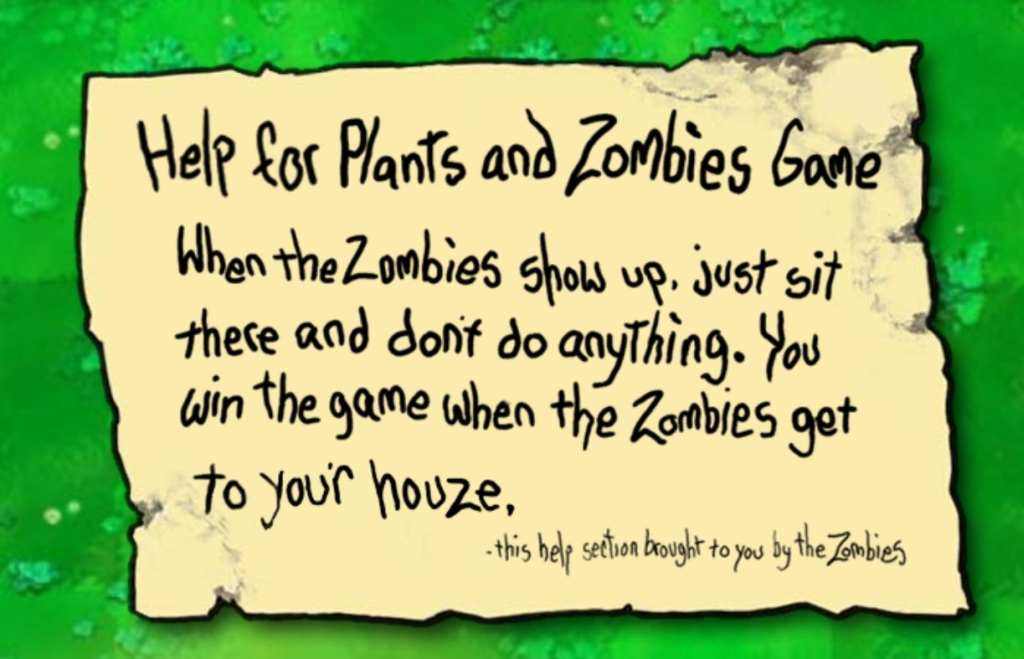 Help for Plants and Zombies Game
When the Zombies show up, just sit
there and don't do anything. You
win the game when the Zombies get
to you'r houze.
-this help section brought to you by the Zombies